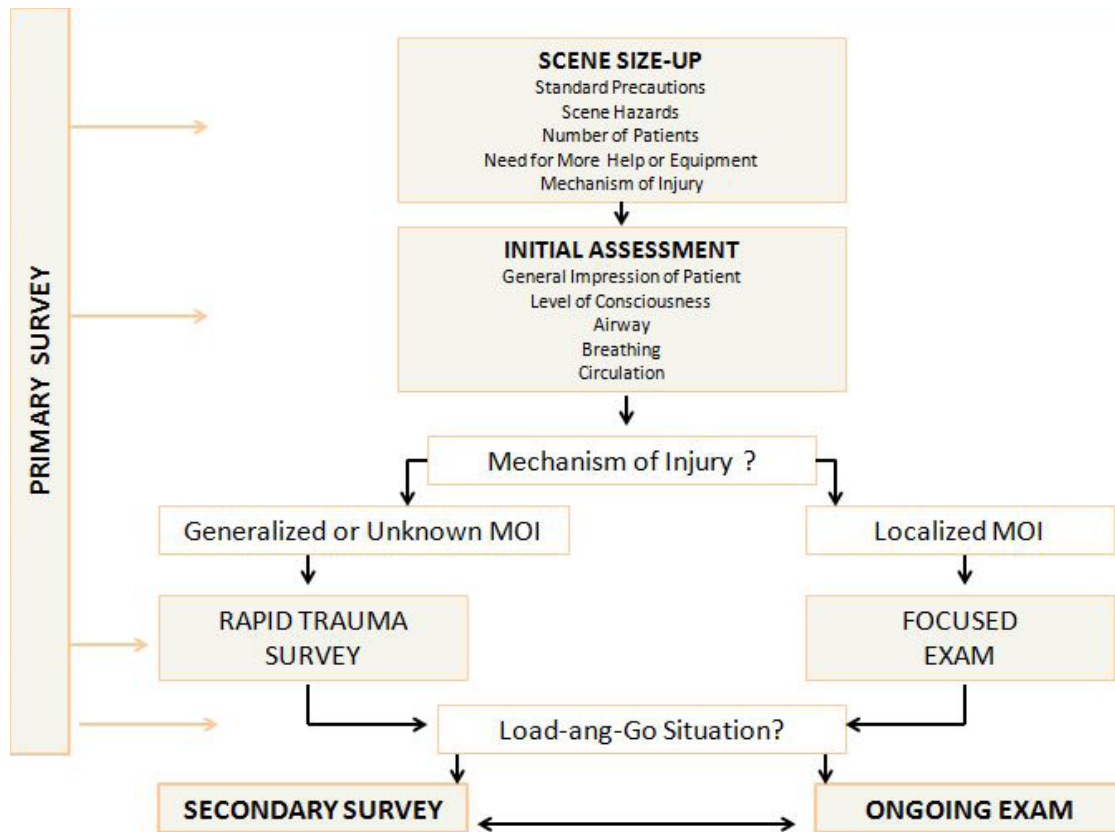 PRIMARY SURVEY
SCENE SIZE-UP
Standard Precautions
Scene Hazards
Number of Patients
Need for More Help or Equipment
Mechanism of Injury
INITIAL ASSESSMENT
General Impression of Patient
Level of Consciousness
Airway
Breathing
Circulation
Mechanism of Injury ?
Generalized or Unknown MOI
Localized MOI
RAPID TRAUMA
SURVEY
FOCUSED
EXAM
Load-ang-Go Situation?
SECONDARY SURVEY
ONGOING EXAM